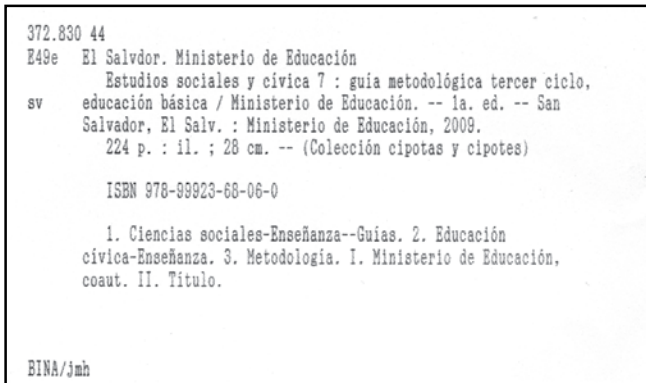 372.830 44
E49e El Salvdor. Ministerio de Educación
Estudios sociales y cívica 7 : guía metodológica tercer ciclo,
sv educación básica / Ministerio de Educación. -- 1a. ed. -- San
Salvador, El Salv. : Ministerio de Educación, 2009.
224 p. : il. ; 28 cm. -- (Colección cipotas y cipotes)
ISBN 978-99923-68-06-0
1. Ciencias sociales-Enseñanza--Guías. 2. Educación
cívica-Enseñanza. 3. Metodología. I. Ministerio de Educación,
coaut. II. Título.
BINA/jmh